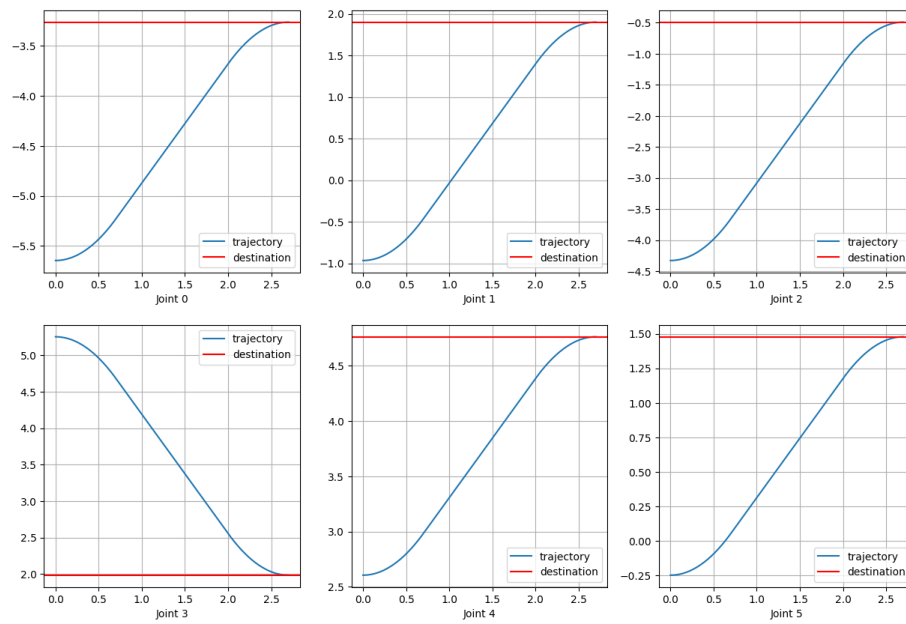 −3.5
−4.0
−4.5
−5.0
−5.5
0.0 0.5 1.0 1.5 2.0 2.5
Joint 0
trajectory
destination
2.0
1.5
1.0
0.5
0.0
−0.5
−1.0
0.0 0.5 1.0 1.5 2.0 2.5
Joint 1
trajectory
destination
−0.5
−1.0
−1.5
−2.0
−2.5
−3.0
−3.5
−4.0
−4.5
0.0 0.5 1.0 1.5 2.0 2.5
Joint 2
trajectory
destination
5.0
4.5
4.0
3.5
3.0
2.5
2.0
0.0 0.5 1.0 1.5 2.0 2.5
Joint 3
trajectory
destination
4.5
4.0
3.5
3.0
2.5
0.0 0.5 1.0 1.5 2.0 2.5
Joint 4
trajectory
destination
1.50
1.25
1.00
0.75
0.50
0.25
0.00
−0.25
0.0 0.5 1.0 1.5 2.0 2.5
Joint 5
trajectory
destination